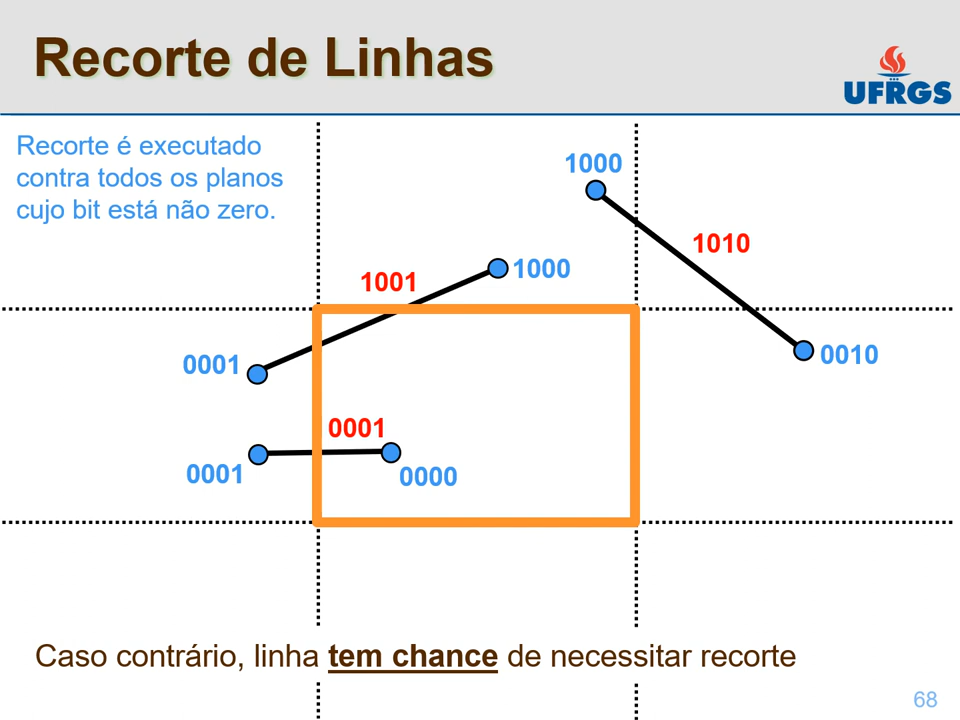 Recorte de Linhas
UFRGS
Recorte é executado
contra todos os planos
cujo bit está não zero.
1000
1010
1000
1001
0001
0010
0001
0001
0000
Caso contrário, linha tem chance de necessitar recorte
68